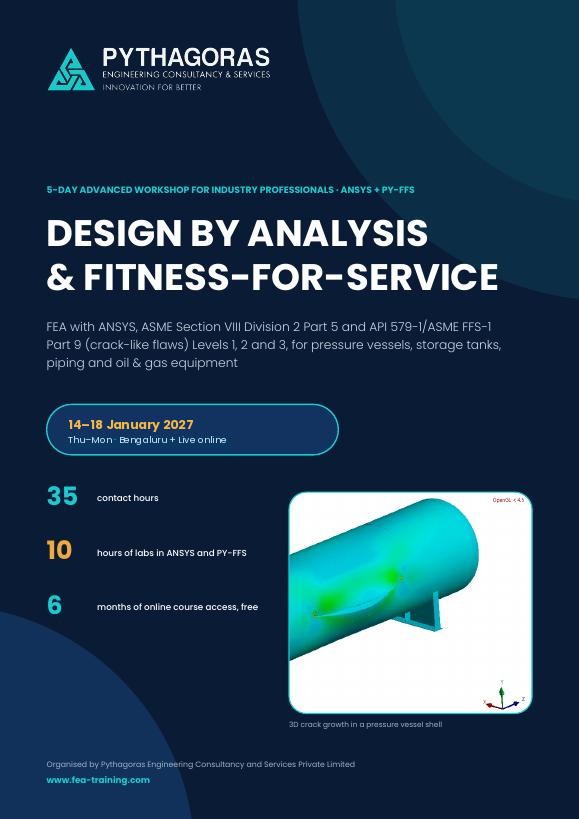 PYTHAGORAS
ENGINEERING CONSULTANCY & SERVICES
INNOVATION FOR BETTER
5-DAY ADVANCED WORKSHOP FOR INDUSTRY PROFESSIONALS · ANSYS + PY-FFS
DESIGN BY ANALYSIS
& FITNESS-FOR-SERVICE
FEA with ANSYS, ASME Section VIII Division 2 Part 5 and API 579-1/ASME FFS-1
Part 9 (crack-like flaws) Levels 1, 2 and 3, for pressure vessels, storage tanks,
piping and oil & gas equipment
14–18 January 2027
Thu–Mon · Bengaluru + Live online
35 contact hours
10 hours of labs in ANSYS and PY-FFS
6 months of online course access, free
OpenGL < 4.5
Y
X
Z
3D crack growth in a pressure vessel shell
Organised by Pythagoras Engineering Consultancy and Services Private Limited
www.fea-training.com